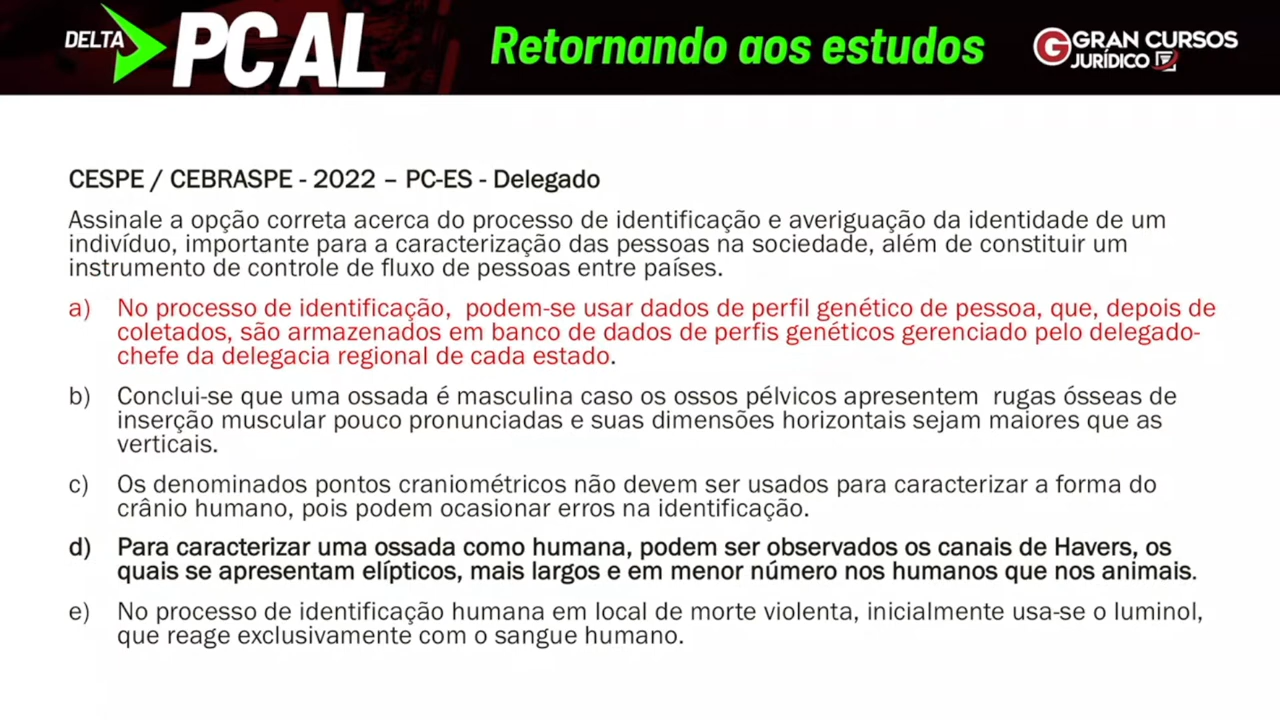 DELTA PC AL
Retornando aos estudos
GRAN CURSOS
JURÍDICO
CESPE / CEBRASPE - 2022 – PC-ES - Delegado
Assinale a opção correta acerca do processo de identificação e averiguação da identidade de um
indivíduo, importante para a caracterização das pessoas na sociedade, além de constituir um
instrumento de controle de fluxo de pessoas entre países.
a) No processo de identificação, podem-se usar dados de perfil genético de pessoa, que, depois de
coletados, são armazenados em banco de dados de perfis genéticos gerenciado pelo delegado-
chefe da delegacia regional de cada estado.
b) Conclui-se que uma ossada é masculina caso os ossos pélvicos apresentem rugas ósseas de
inserção muscular pouco pronunciadas e suas dimensões horizontais sejam maiores que as
verticais.
c) Os denominados pontos craniométricos não devem ser usados para caracterizar a forma do
crânio humano, pois podem ocasionar erros na identificação.
d) Para caracterizar uma ossada como humana, podem ser observados os canais de Havers, os
quais se apresentam elípticos, mais largos e em menor número nos humanos que nos animais.
e) No processo de identificação humana em local de morte violenta, inicialmente usa-se o luminol,
que reage exclusivamente com o sangue humano.